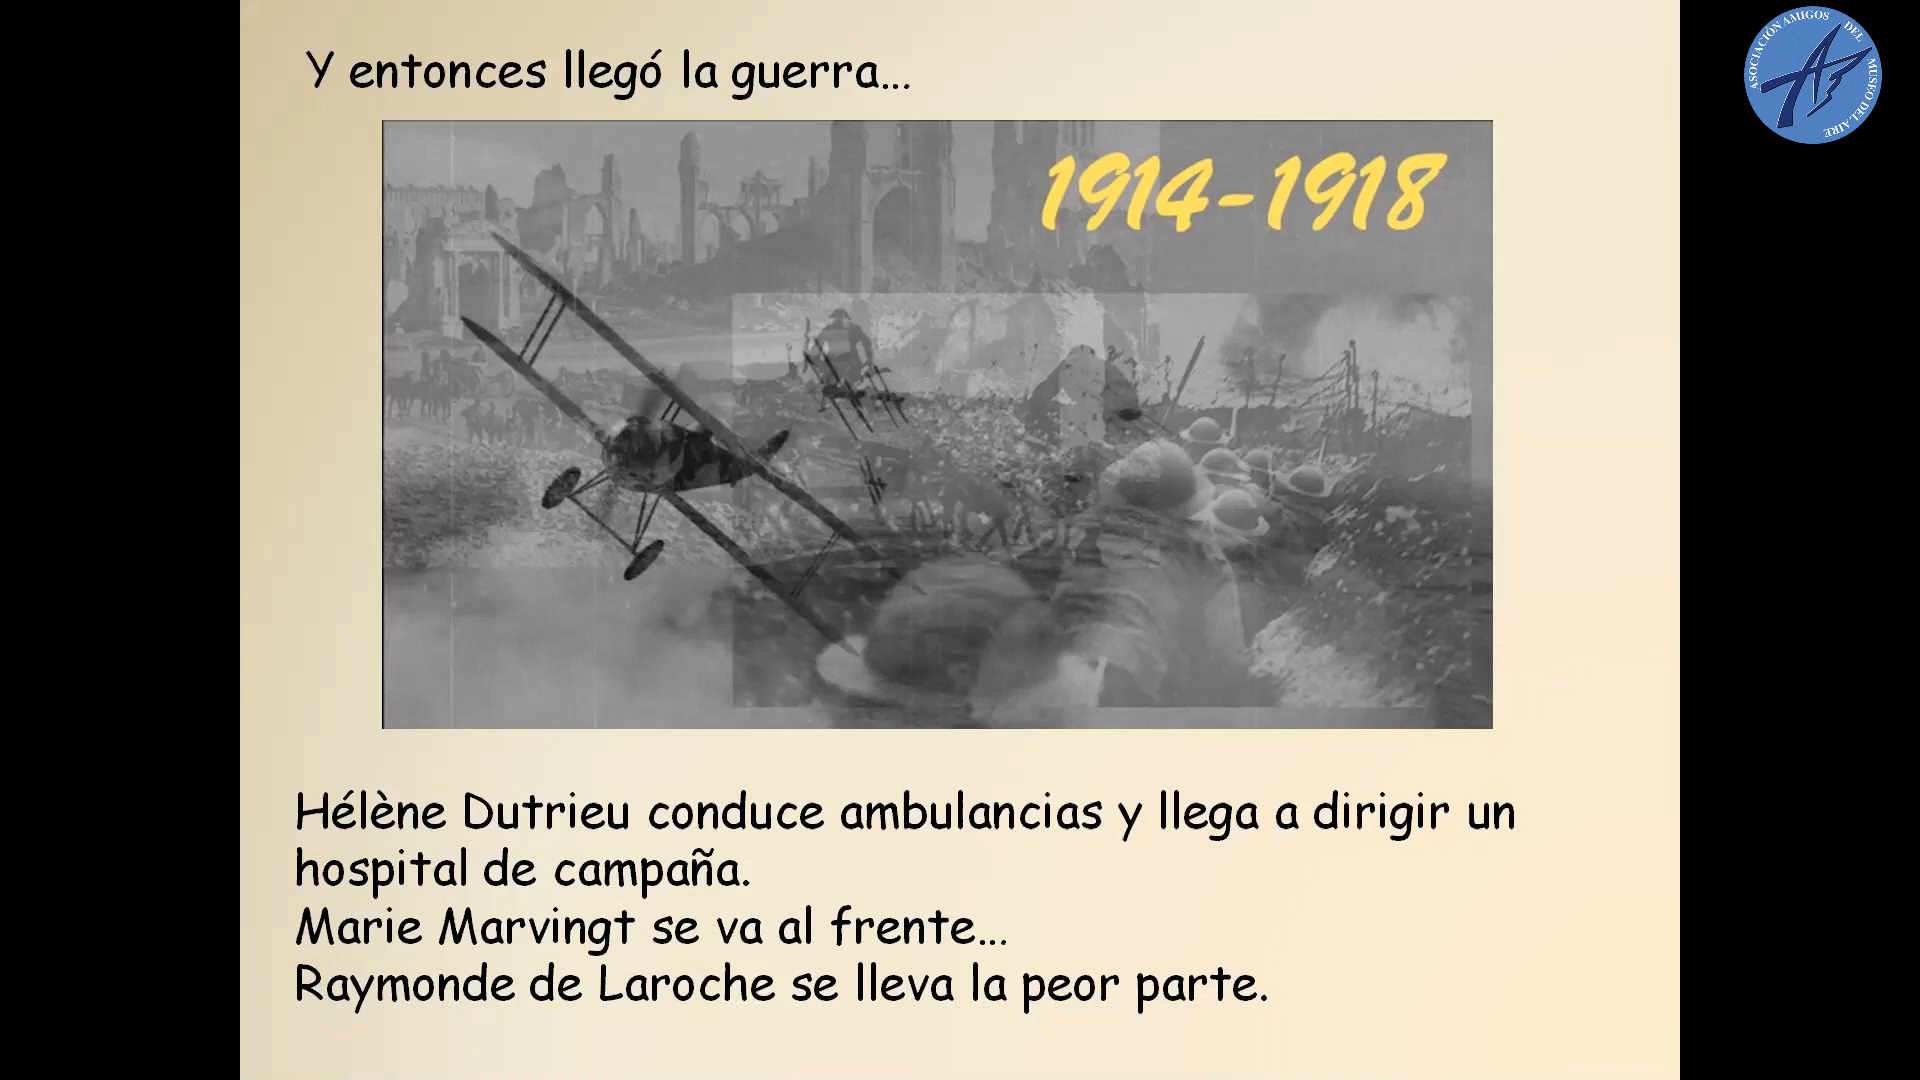 Y entonces llegó la guerra...
1914-1918
Hélène Dutrieu conduce ambulancias y llega a dirigir un
hospital de campaña.
Marie Marvingt se va al frente...
Raymonde de Laroche se lleva la peor parte.
ASOCIACIÓN AMIGOS DEL MUSEO DEL AIRE